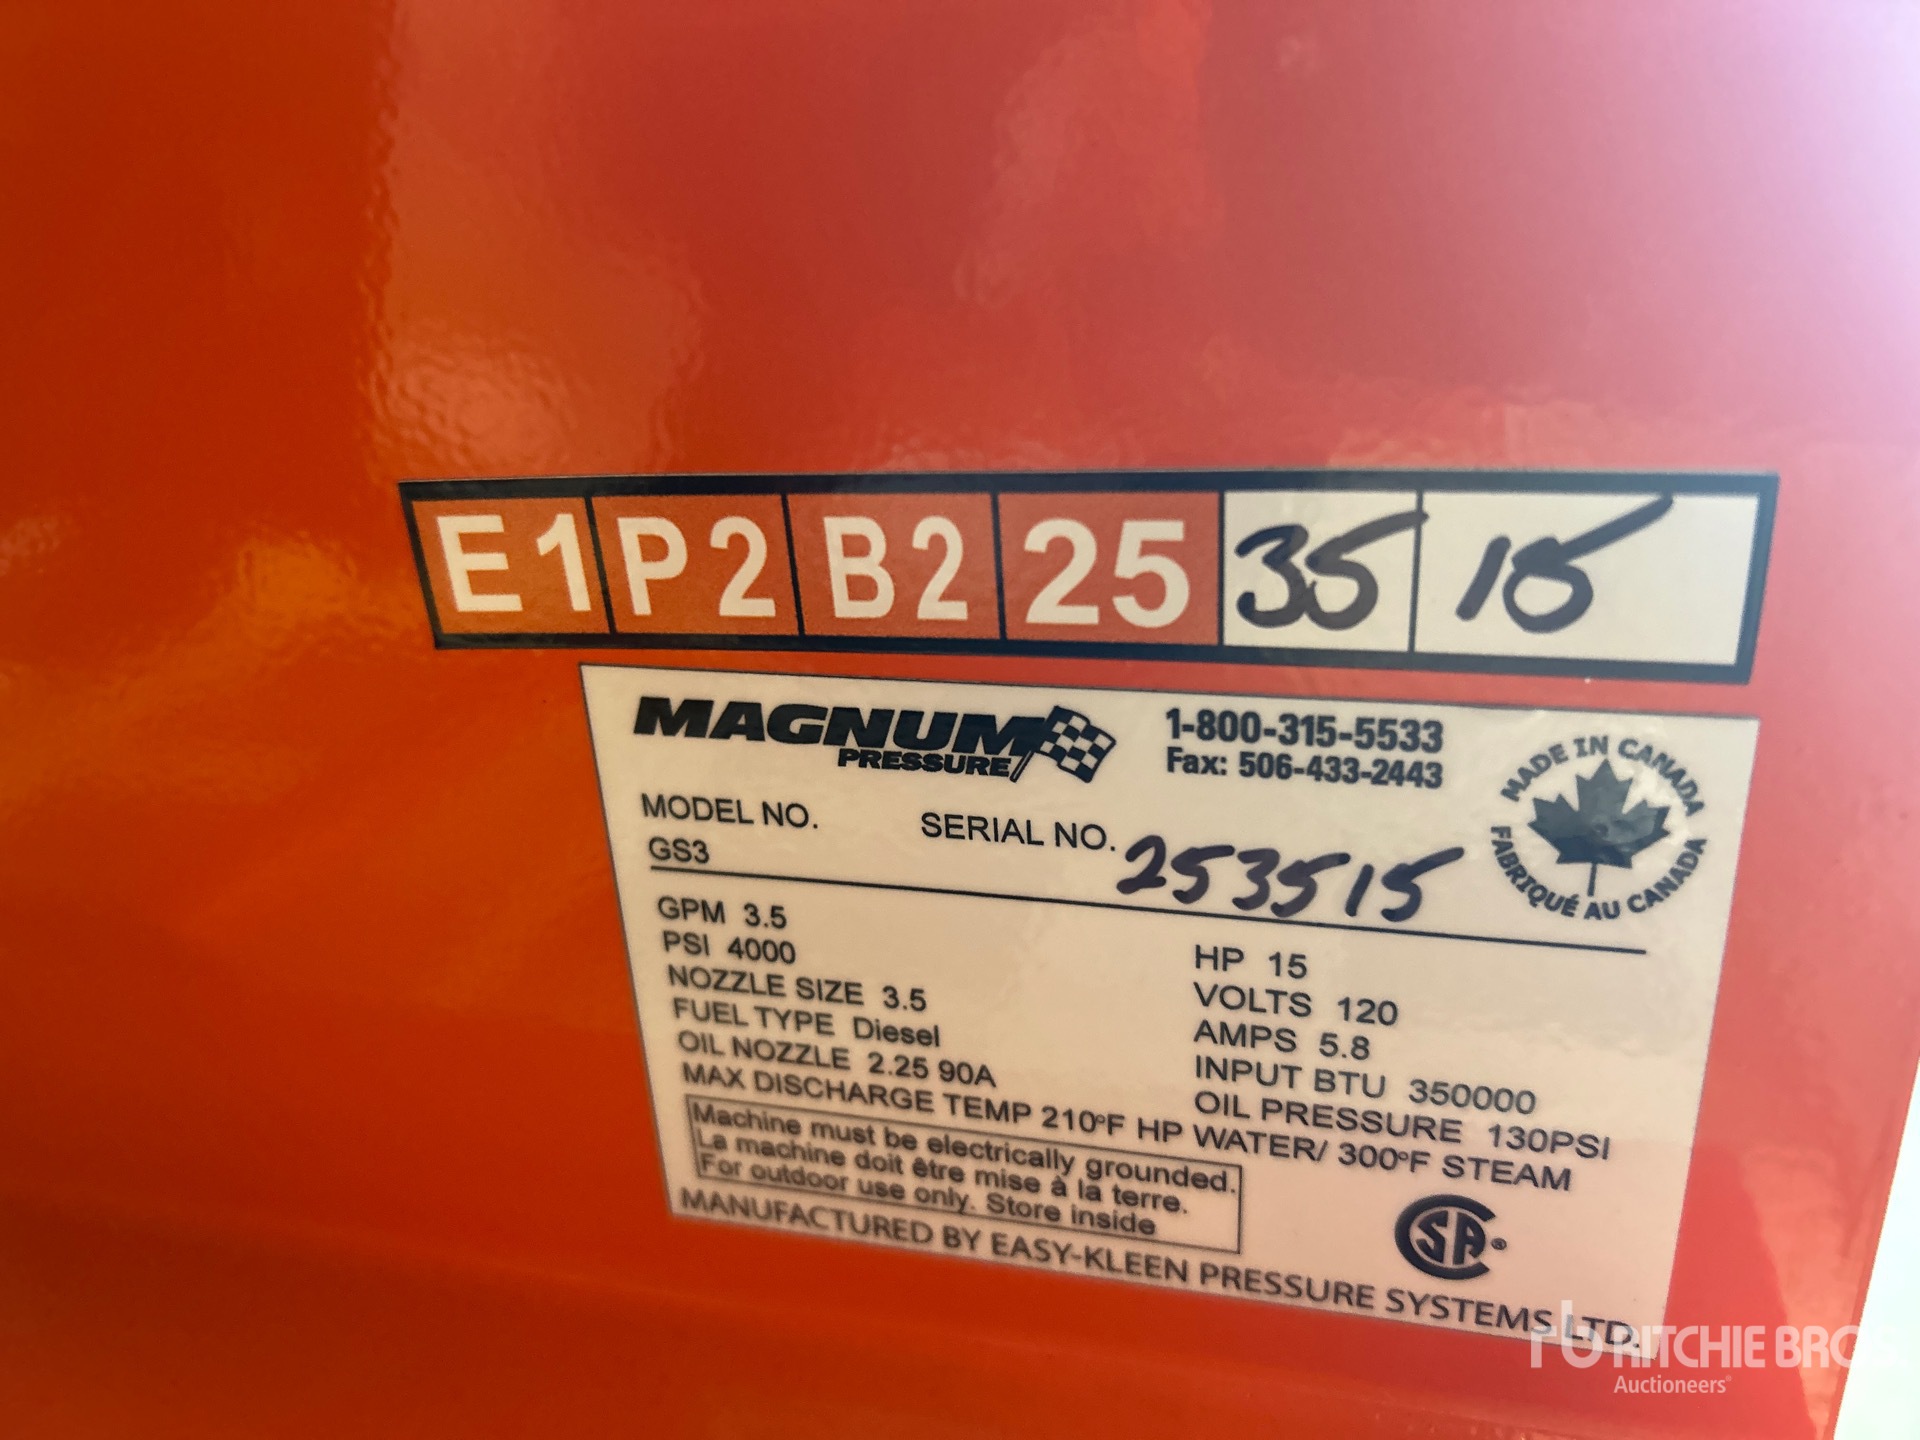 E1 P2 B2 25 35 15
MAGNUM
PRESSURE
1-800-315-5533
Fax: 506-433-2443
MADE IN CANADA
FABRIQUÉ AU CANADA
MODEL NO.
GS3
SERIAL NO. 253515
GPM 3.5
PSI 4000
NOZZLE SIZE 3.5
FUEL TYPE Diesel
OIL NOZZLE 2.25 90A
HP 15
VOLTS 120
AMPS 5.8
INPUT BTU 350000
OIL PRESSURE 130PSI
MAX DISCHARGE TEMP 210°F HP WATER/ 300°F STEAM
Machine must be electrically grounded.
La machine doit être mise à la terre.
For outdoor use only. Store inside
CSA®
MANUFACTURED BY EASY-KLEEN PRESSURE SYSTEMS LTD.
rb RITCHIE BROS.
Auctioneers®